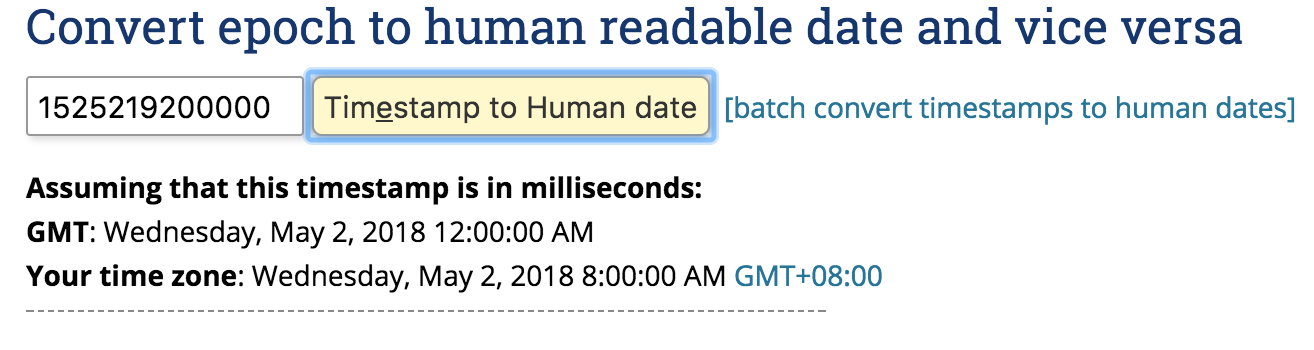 Convert epoch to human readable date and vice versa
1525219200000 Timestamp to Human date [batch convert timestamps to human dates]
Assuming that this timestamp is in milliseconds:
GMT: Wednesday, May 2, 2018 12:00:00 AM
Your time zone: Wednesday, May 2, 2018 8:00:00 AM GMT+08:00